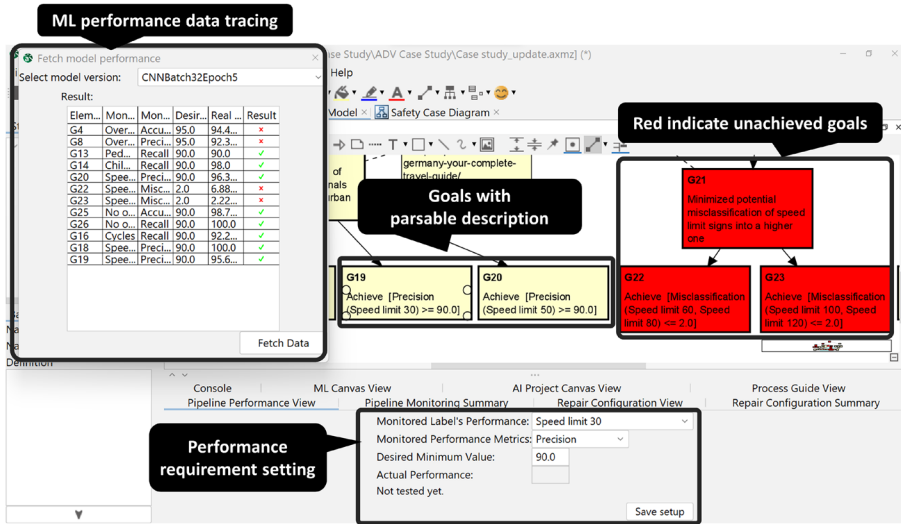 ML performance data tracing
ase Study\ADV Case Study\Case study_update.axmz] (*)
Fetch model performance
Help
Select model version: CNNBatch32Epoch5
Result:
Model
Safety Case Diagram
Elem... Mon... Mon... Desir... Real ... Result
G4 Over... Accu... 95.0 94.4...
G8 Over... Preci... 95.0 92.3...
G13 Ped... Recall 90.0 90.0
G14 Chil... Recall 90.0 98.0
G20 Spee... Preci... 90.0 96.3...
G22 Spee... Misc... 2.0 6.88...
G23 Spee... Misc... 2.0 2.22...
G25 No o... Accu... 90.0 98.7...
G26 No o... Recall 90.0 100.0
G16 Cycles Recall 90.0 92.2...
G18 Spee... Preci... 90.0 100.0
G19 Spee... Preci... 90.0 95.6...
Fetch Data
Red indicate unachieved goals
of
nals
urban
germany-your-complete-
travel-guide/
Goals with
parsable description
G21
Minimized potential
misclassification of speed
limit signs into a higher
one
G19
Achieve [Precision
(Speed limit 30) >= 90.0]
G20
Achieve [Precision
(Speed limit 50) >= 90.0]
G22
Achieve [Misclassification
(Speed limit 60, Speed
limit 80) <= 2.0]
G23
Achieve [Misclassification
(Speed limit 100, Speed
limit 120) <= 2.0]
Definition
Console ML Canvas View AI Project Canvas View Process Guide View
Pipeline Performance View Pipeline Monitoring Summary Repair Configuration View Repair Configuration Summary
Performance
requirement setting
Monitored Label's Performance: Speed limit 30
Monitored Performance Metrics: Precision
Desired Minimum Value: 90.0
Actual Performance:
Not tested yet.
Save setup